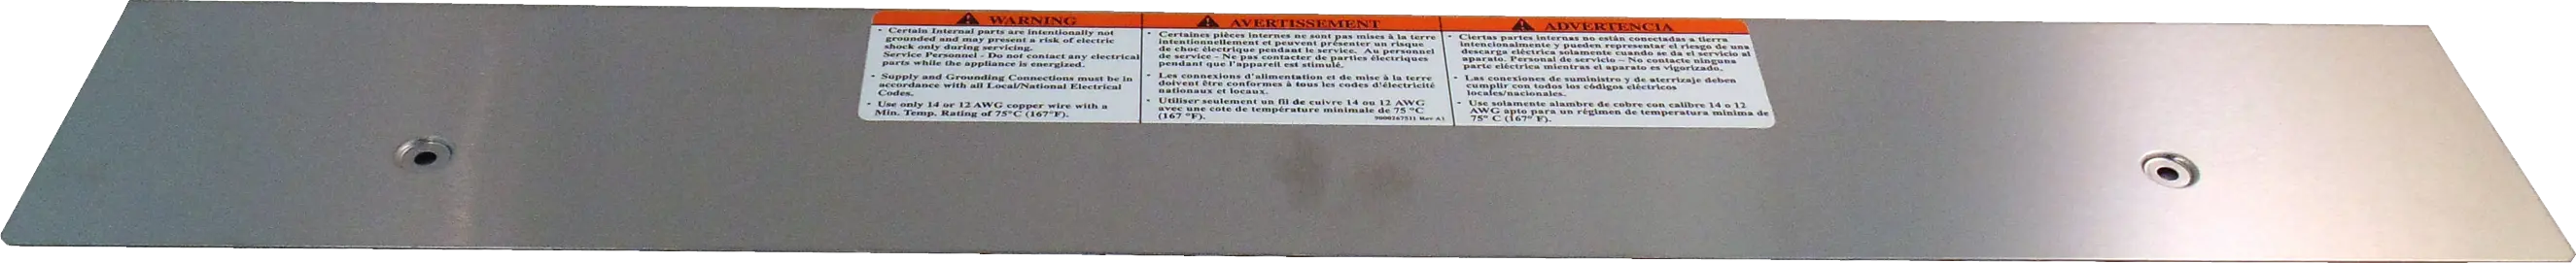 WARNING
• Certain Internal parts are intentionally not
grounded and may present a risk of electric
shock only during servicing.
Service Personnel - Do not contact any electrical
parts while the appliance is energized.
• Supply and Grounding Connections must be in
accordance with all Local/National Electrical
Codes.
• Use only 14 or 12 AWG copper wire with a
Min. Temp. Rating of 75°C (167°F).
AVERTISSEMENT
• Certaines pièces internes ne sont pas mises à la terre
intentionnellement et peuvent présenter un risque
de choc électrique pendant le service. Au personnel
de service - Ne pas contacter de parties électriques
pendant que l'appareil est stimulé.
• Les connexions d'alimentation et de mise à la terre
doivent être conformes à tous les codes d'électricité
nationaux et locaux.
• Utiliser seulement un fil de cuivre 14 ou 12 AWG
avec une cote de température minimale de 75 °C
(167 °F).
9000267511 Rev A1
ADVERTENCIA
• Ciertas partes internas no están conectadas a tierra
intencionalmente y pueden representar el riesgo de una
descarga eléctrica solamente cuando se da el servicio al
aparato. Personal de servicio – No contacte ninguna
parte eléctrica mientras el aparato es vigorizado.
• Las conexiones de suministro y de aterrizaje deben
cumplir con todos los códigos eléctricos
locales/nacionales.
• Use solamente alambre de cobre con calibre 14 o 12
AWG apto para un régimen de temperatura mínima de
75° C (167° F).